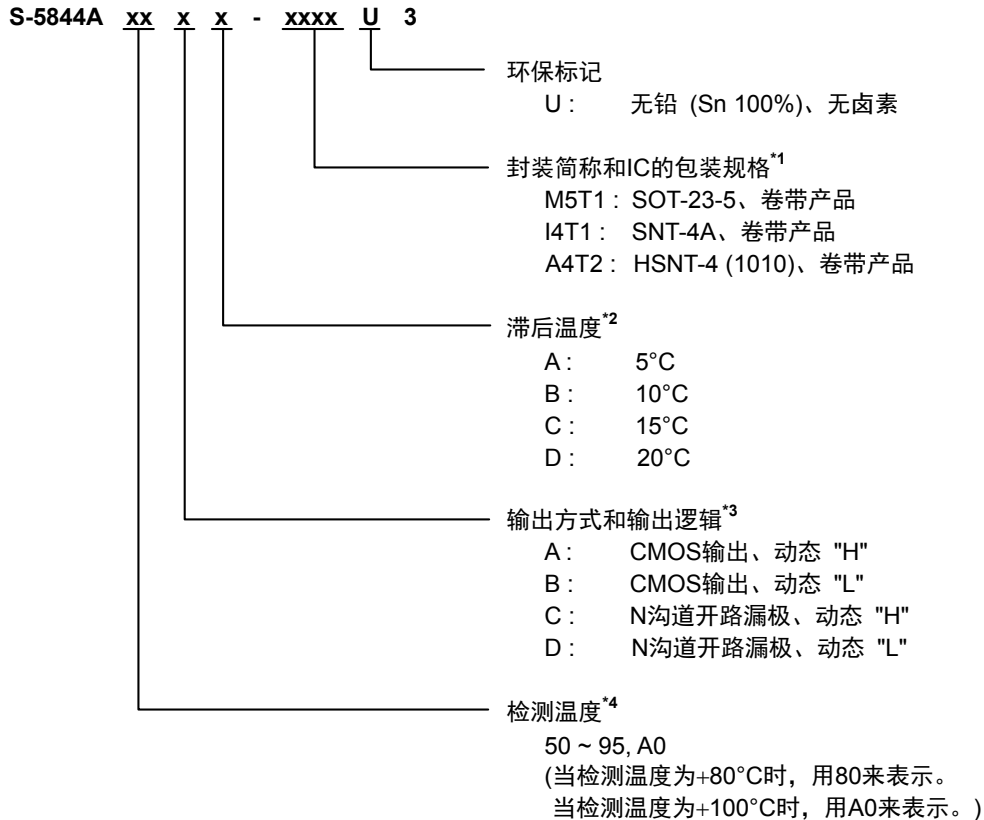 S-5844A xx x x - xxxx U 3
环保标记
U : 无铅 (Sn 100%)、无卤素
封装简称和IC的包装规格*1
M5T1 : SOT-23-5、卷带产品
I4T1 : SNT-4A、卷带产品
A4T2 : HSNT-4 (1010)、卷带产品
滞后温度*2
A : 5°C
B : 10°C
C : 15°C
D : 20°C
输出方式和输出逻辑*3
A : CMOS输出、动态 "H"
B : CMOS输出、动态 "L"
C : N沟道开路漏极、动态 "H"
D : N沟道开路漏极、动态 "L"
检测温度*4
50 ~ 95, A0
(当检测温度为+80°C时，用80来表示。
当检测温度为+100°C时，用A0来表示。)